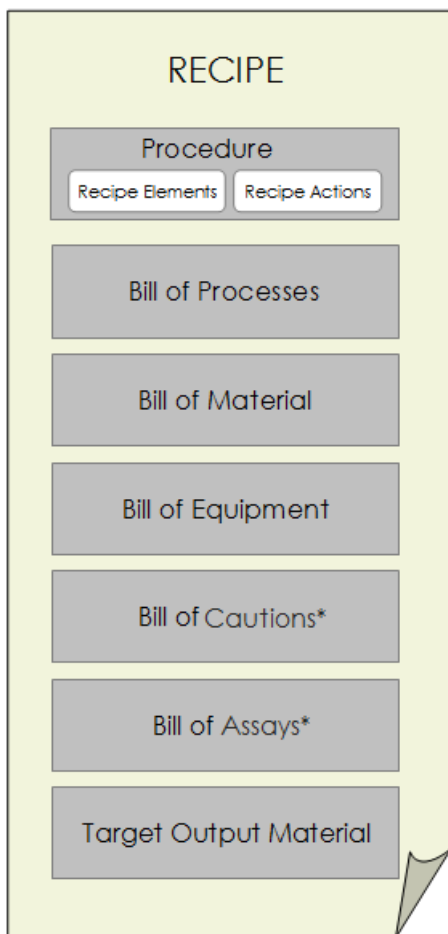 RECIPE
Procedure
Recipe Elements Recipe Actions
Bill of Processes
Bill of Material
Bill of Equipment
Bill of Cautions*
Bill of Assays*
Target Output Material